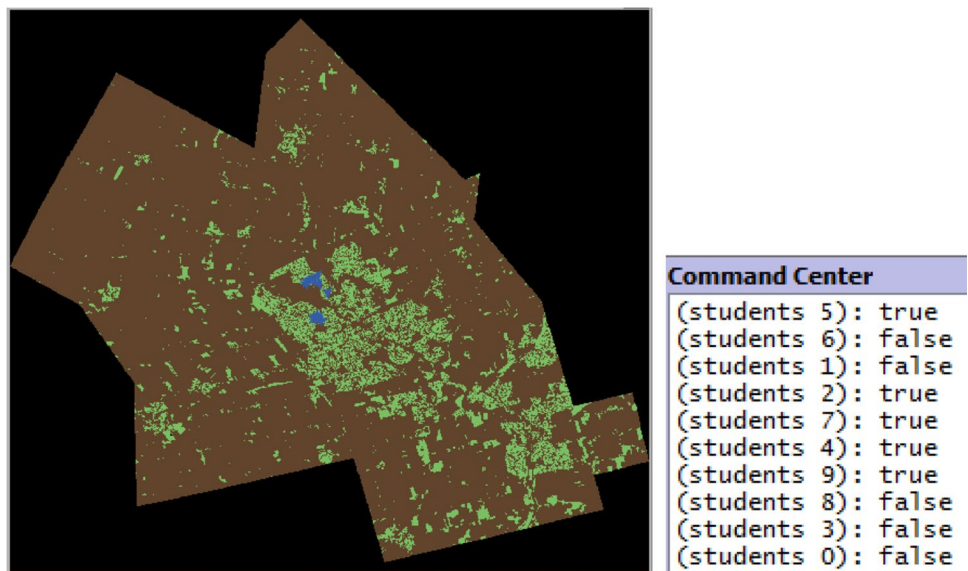 Command Center
(students 5): true
(students 6): false
(students 1): false
(students 2): true
(students 7): true
(students 4): true
(students 9): true
(students 8): false
(students 3): false
(students 0): false